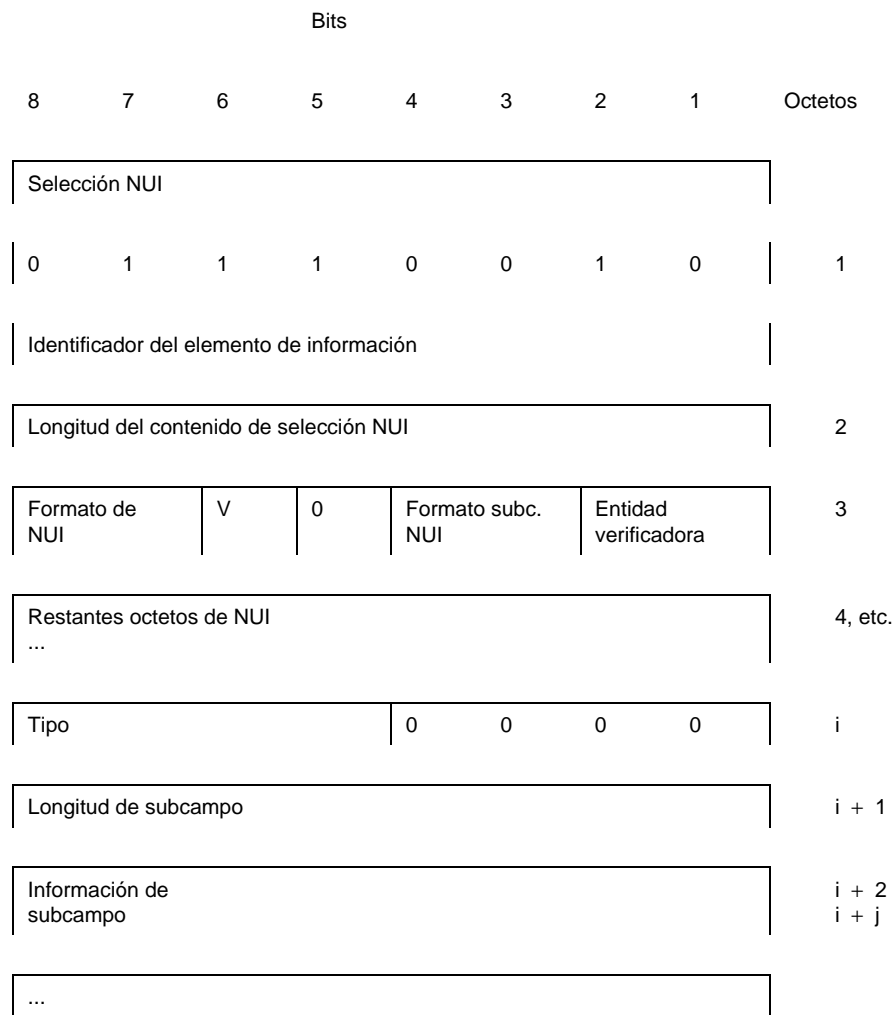 Bits
8 7 6 5 4 3 2 1 Octetos
Selección NUI
0 1 1 1 0 0 1 0 1
Identificador del elemento de información
Longitud del contenido de selección NUI 2
Formato de V 0 Formato subc. Entidad 3
NUI NUI verificadora
Restantes octetos de NUI 4, etc.
...
Tipo 0 0 0 0 i
Longitud de subcampo i + 1
Información de i + 2
subcampo i + j
...